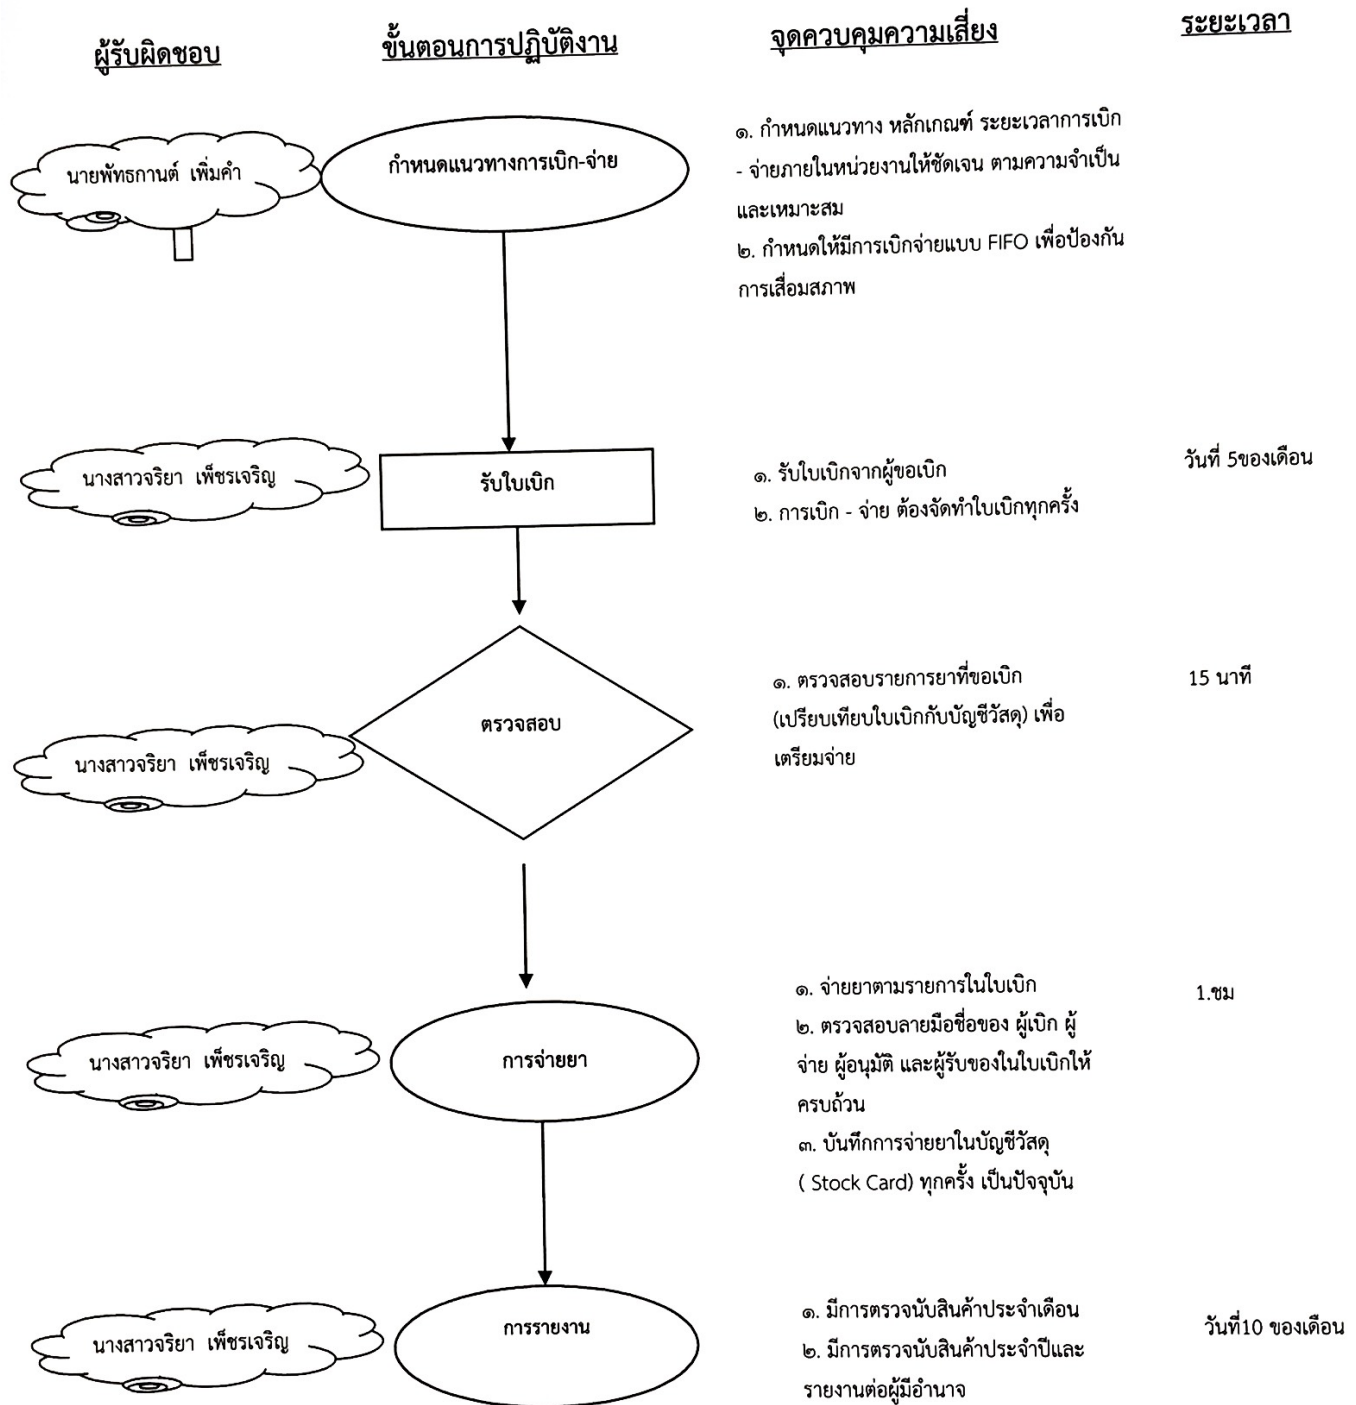 ผู้รับผิดชอบ
ขั้นตอนการปฏิบัติงาน
จุดควบคุมความเสี่ยง
ระยะเวลา
นายพัทธกานต์ เพิ่มคำ
กำหนดแนวทางการเบิก-จ่าย
๑. กำหนดแนวทาง หลักเกณฑ์ ระยะเวลาการเบิก
- จ่ายภายในหน่วยงานให้ชัดเจน ตามความจำเป็น
และเหมาะสม
๒. กำหนดให้มีการเบิกจ่ายแบบ FIFO เพื่อป้องกัน
การเสื่อมสภาพ
นางสาวจริยา เพ็ชรเจริญ
รับใบเบิก
๑. รับใบเบิกจากผู้ขอเบิก
๒. การเบิก - จ่าย ต้องจัดทำใบเบิกทุกครั้ง
วันที่ 5ของเดือน
นางสาวจริยา เพ็ชรเจริญ
ตรวจสอบ
๑. ตรวจสอบรายการยาที่ขอเบิก
(เปรียบเทียบใบเบิกกับบัญชีวัสดุ) เพื่อ
เตรียมจ่าย
15 นาที
นางสาวจริยา เพ็ชรเจริญ
การจ่ายยา
๑. จ่ายยาตามรายการในใบเบิก
๒. ตรวจสอบลายมือชื่อของ ผู้เบิก ผู้
จ่าย ผู้อนุมัติ และผู้รับของในใบเบิกให้
ครบถ้วน
๓. บันทึกการจ่ายยาในบัญชีวัสดุ
( Stock Card) ทุกครั้ง เป็นปัจจุบัน
1.ชม
นางสาวจริยา เพ็ชรเจริญ
การรายงาน
๑. มีการตรวจนับสินค้าประจำเดือน
๒. มีการตรวจนับสินค้าประจำปีและ
รายงานต่อผู้มีอำนาจ
วันที่10 ของเดือน